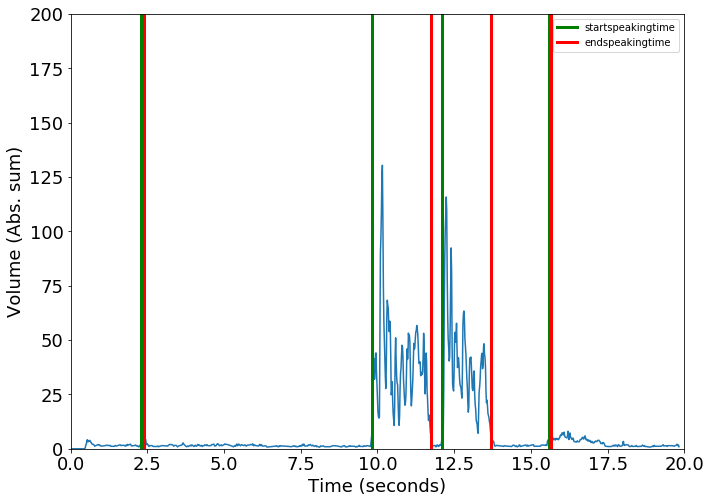 200
175
150
125
100
75
50
25
0
Volume (Abs. sum)
startspeakingtime
endspeakingtime
0.0 2.5 5.0 7.5 10.0 12.5 15.0 17.5 20.0
Time (seconds)